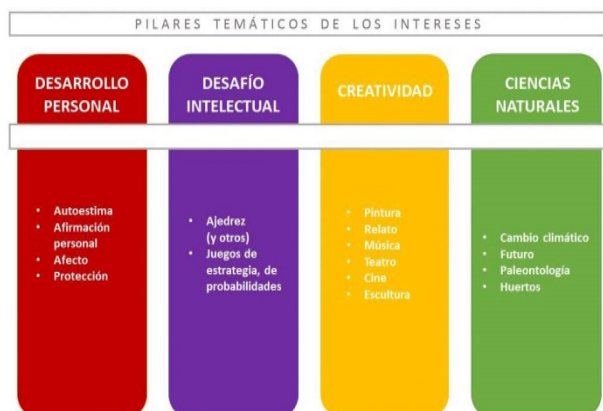 PILARES TEMÁTICOS DE LOS INTERESES
DESARROLLO
PERSONAL
• Autoestima
• Afirmación
personal
• Afecto
• Protección
DESAFÍO
INTELECTUAL
• Ajedrez
(y otros)
• Juegos de
estrategia, de
probabilidades
CREATIVIDAD
• Pintura
• Relato
• Música
• Teatro
• Cine
• Escultura
CIENCIAS
NATURALES
• Cambio climático
• Futuro
• Paleontología
• Huertos